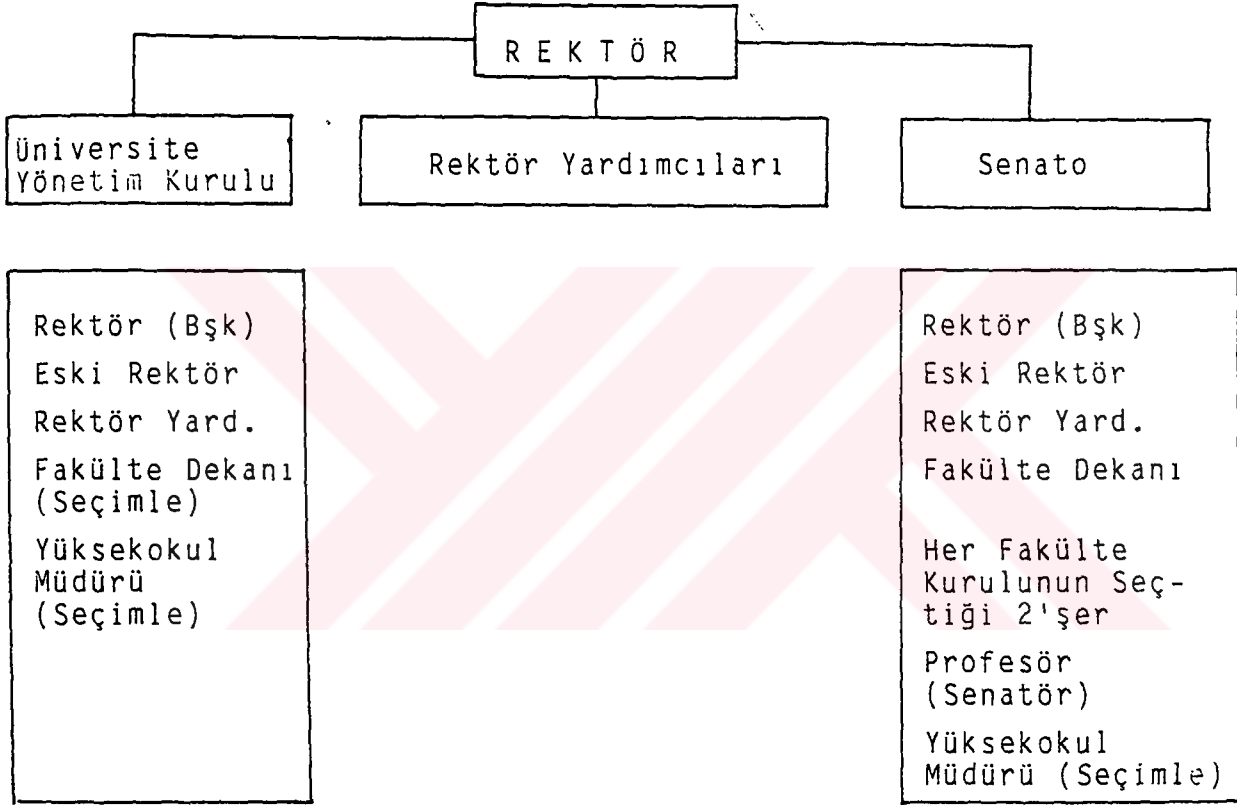 REKTÖR
Üniversite
Yönetim Kurulu
Rektör Yardımcıları
Senato
Rektör (Bşk)
Eski Rektör
Rektör Yard.
Fakülte Dekanı
(Seçimle)
Yüksekokul
Müdürü
(Seçimle)
Rektör (Bşk)
Eski Rektör
Rektör Yard.
Fakülte Dekanı
Her Fakülte
Kurulunun Seç-
tiği 2'şer
Profesör
(Senatör)
Yüksekokul
Müdürü (Seçimle)